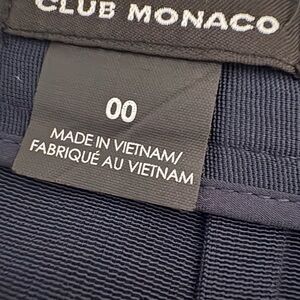 CLUB MONACO
00
MADE IN VIETNAM/
FABRIQUÉ AU VIETNAM